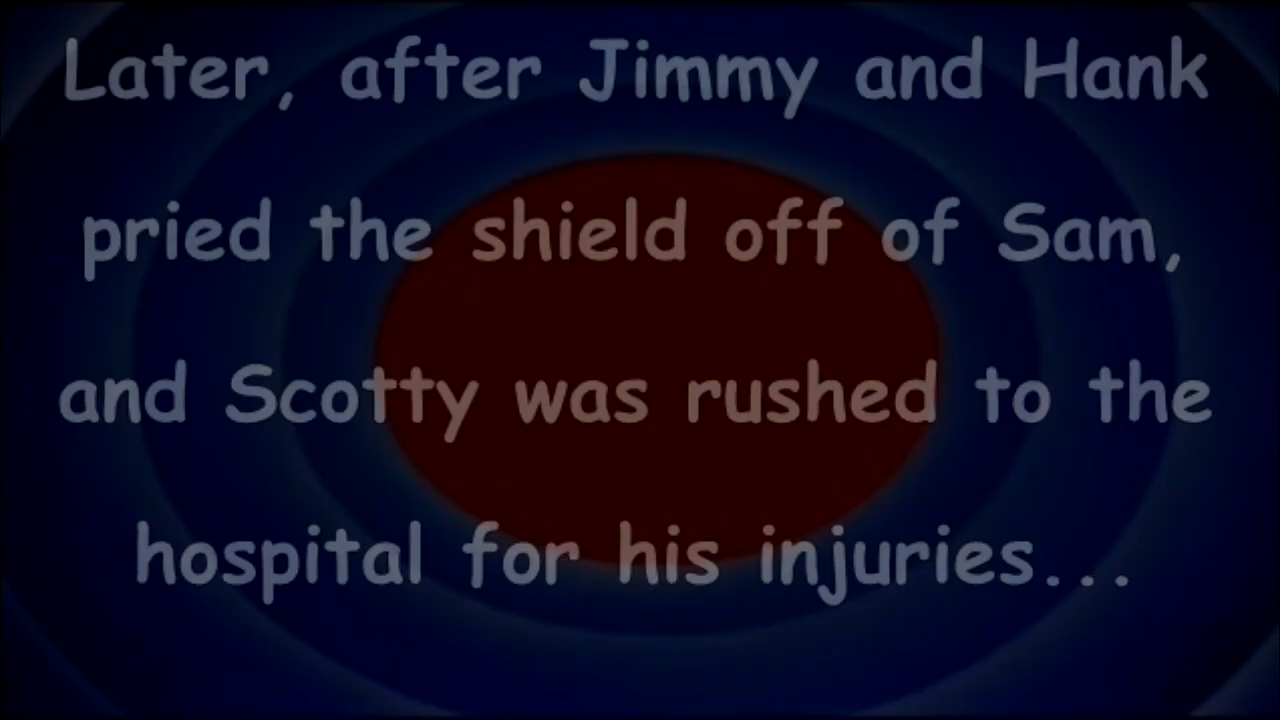 Later, after Jimmy and Hank
pried the shield off of Sam,
and Scotty was rushed to the
hospital for his injuries...